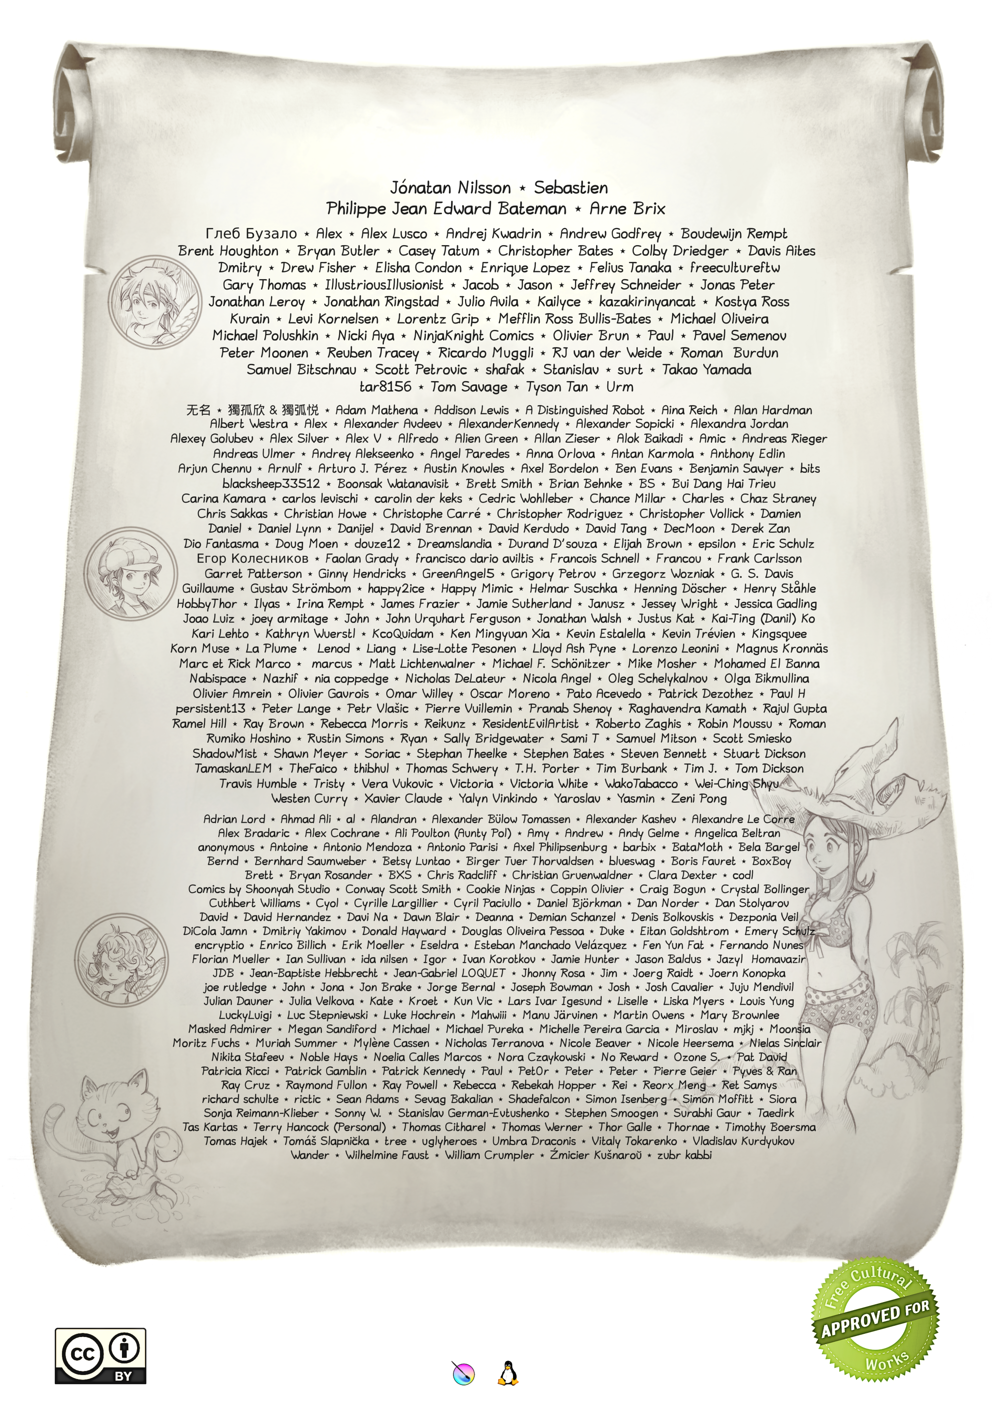 Jónatan Nilsson ⋆ Sebastien
Philippe Jean Edward Bateman ⋆ Arne Brix
Глеб Бузало ⋆ Alex ⋆ Alex Lusco ⋆ Andrej Kwadrin ⋆ Andrew Godfrey ⋆ Boudewijn Rempt
Brent Houghton ⋆ Bryan Butler ⋆ Casey Tatum ⋆ Christopher Bates ⋆ Colby Driedger ⋆ Davis Aites
Dmitry ⋆ Drew Fisher ⋆ Elisha Condon ⋆ Enrique Lopez ⋆ Felius Tanaka ⋆ freecultureftw
Gary Thomas ⋆ IllustriousIllusionist ⋆ Jacob ⋆ Jason ⋆ Jeffrey Schneider ⋆ Jonas Peter
Jonathan Leroy ⋆ Jonathan Ringstad ⋆ Julio Avila ⋆ Kailyce ⋆ kazakirinyancat ⋆ Kostya Ross
Kurain ⋆ Levi Kornelsen ⋆ Lorentz Grip ⋆ Mefflin Ross Bullis-Bates ⋆ Michael Oliveira
Michael Polushkin ⋆ Nicki Aya ⋆ NinjaKnight Comics ⋆ Olivier Brun ⋆ Paul ⋆ Pavel Semenov
Peter Moonen ⋆ Reuben Tracey ⋆ Ricardo Muggli ⋆ RJ van der Weide ⋆ Roman Burdun
Samuel Bitschnau ⋆ Scott Petrovic ⋆ shafak ⋆ Stanislav ⋆ surt ⋆ Takao Yamada
tar8156 ⋆ Tom Savage ⋆ Tyson Tan ⋆ Urm
无名 ⋆ 獨孤欣 & 獨弧悦 ⋆ Adam Mathena ⋆ Addison Lewis ⋆ A Distinguished Robot ⋆ Aina Reich ⋆ Alan Hardman
Albert Westra ⋆ Alex ⋆ Alexander Avdeev ⋆ AlexanderKennedy ⋆ Alexander Sopicki ⋆ Alexandra Jordan
Alexey Golubev ⋆ Alex Silver ⋆ Alex V ⋆ Alfredo ⋆ Alien Green ⋆ Allan Zieser ⋆ Alok Baikadi ⋆ Amic ⋆ Andreas Rieger
Andreas Ulmer ⋆ Andrey Alekseenko ⋆ Angel Paredes ⋆ Anna Orlova ⋆ Antan Karmola ⋆ Anthony Edlin
Arjun Chennu ⋆ Arnulf ⋆ Arturo J. Pérez ⋆ Austin Knowles ⋆ Axel Bordelon ⋆ Ben Evans ⋆ Benjamin Sawyer ⋆ bits
blacksheep33512 ⋆ Boonsak Watanavisit ⋆ Brett Smith ⋆ Brian Behnke ⋆ BS ⋆ Bui Dang Hai Trieu
Carina Kamara ⋆ carlos levischi ⋆ carolin der keks ⋆ Cedric Wohlleber ⋆ Chance Millar ⋆ Charles ⋆ Chaz Straney
Chris Sakkas ⋆ Christian Howe ⋆ Christophe Carré ⋆ Christopher Rodriguez ⋆ Christopher Vollick ⋆ Damien
Daniel ⋆ Daniel Lynn ⋆ Danijel ⋆ David Brennan ⋆ David Kerdudo ⋆ David Tang ⋆ DecMoon ⋆ Derek Zan
Dio Fantasma ⋆ Doug Moen ⋆ douze12 ⋆ Dreamslandia ⋆ Durand D'souza ⋆ Elijah Brown ⋆ epsilon ⋆ Eric Schulz
Егор Колесников ⋆ Faolan Grady ⋆ francisco dario aviltis ⋆ Francois Schnell ⋆ Francou ⋆ Frank Carlsson
Garret Patterson ⋆ Ginny Hendricks ⋆ GreenAngel5 ⋆ Grigory Petrov ⋆ Grzegorz Wozniak ⋆ G. S. Davis
Guillaume ⋆ Gustav Strömbom ⋆ happy2ice ⋆ Happy Mimic ⋆ Helmar Suschka ⋆ Henning Döscher ⋆ Henry Ståhle
HobbyThor ⋆ Ilyas ⋆ Irina Rempt ⋆ James Frazier ⋆ Jamie Sutherland ⋆ Janusz ⋆ Jessey Wright ⋆ Jessica Gadling
Joao Luiz ⋆ joey armitage ⋆ John ⋆ John Urquhart Ferguson ⋆ Jonathan Walsh ⋆ Justus Kat ⋆ Kai-Ting (Danil) Ko
Kari Lehto ⋆ Kathryn Wuerstl ⋆ KcoQuidam ⋆ Ken Mingyuan Xia ⋆ Kevin Estalella ⋆ Kevin Trévien ⋆ Kingsquee
Korn Muse ⋆ La Plume ⋆ Lenod ⋆ Liang ⋆ Lise-Lotte Pesonen ⋆ Lloyd Ash Pyne ⋆ Lorenzo Leonini ⋆ Magnus Kronnäs
Marc et Rick Marco ⋆ marcus ⋆ Matt Lichtenwalner ⋆ Michael F. Schönitzer ⋆ Mike Mosher ⋆ Mohamed El Banna
Nabispace ⋆ Nazhif ⋆ nia coppedge ⋆ Nicholas DeLateur ⋆ Nicola Angel ⋆ Oleg Schelykalnov ⋆ Olga Bikmullina
Olivier Amrein ⋆ Olivier Gavrois ⋆ Omar Willey ⋆ Oscar Moreno ⋆ Pato Acevedo ⋆ Patrick Dezothez ⋆ Paul H
persistent13 ⋆ Peter Lange ⋆ Petr Vlašic ⋆ Pierre Vuillemin ⋆ Pranab Shenoy ⋆ Raghavendra Kamath ⋆ Rajul Gupta
Ramel Hill ⋆ Ray Brown ⋆ Rebecca Morris ⋆ Reikunz ⋆ ResidentEvilArtist ⋆ Roberto Zaghis ⋆ Robin Moussu ⋆ Roman
Rumiko Hoshino ⋆ Rustin Simons ⋆ Ryan ⋆ Sally Bridgewater ⋆ Sami T ⋆ Samuel Mitson ⋆ Scott Smiesko
ShadowMist ⋆ Shawn Meyer ⋆ Soriac ⋆ Stephan Theelke ⋆ Stephen Bates ⋆ Steven Bennett ⋆ Stuart Dickson
TamaskanLEM ⋆ TheFaico ⋆ thibhul ⋆ Thomas Schwery ⋆ T.H. Porter ⋆ Tim Burbank ⋆ Tim J. ⋆ Tom Dickson
Travis Humble ⋆ Tristy ⋆ Vera Vukovic ⋆ Victoria ⋆ Victoria White ⋆ WakoTabacco ⋆ Wei-Ching Shyu
Westen Curry ⋆ Xavier Claude ⋆ Yalyn Vinkindo ⋆ Yaroslav ⋆ Yasmin ⋆ Zeni Pong
Adrian Lord ⋆ Ahmad Ali ⋆ al ⋆ Alandran ⋆ Alexander Bülow Tomassen ⋆ Alexander Kashev ⋆ Alexandre Le Corre
Alex Bradaric ⋆ Alex Cochrane ⋆ Ali Poulton (Aunty Pol) ⋆ Amy ⋆ Andrew ⋆ Andy Gelme ⋆ Angelica Beltran
anonymous ⋆ Antoine ⋆ Antonio Mendoza ⋆ Antonio Parisi ⋆ Axel Philipsenburg ⋆ barbix ⋆ BataMoth ⋆ Bela Bargel
Bernd ⋆ Bernhard Saumweber ⋆ Betsy Luntao ⋆ Birger Tuer Thorvaldsen ⋆ blueswag ⋆ Boris Fauret ⋆ BoxBoy
Brett ⋆ Bryan Rosander ⋆ BXS ⋆ Chris Radcliff ⋆ Christian Gruenwaldner ⋆ Clara Dexter ⋆ codl
Comics by Shoonyah Studio ⋆ Conway Scott Smith ⋆ Cookie Ninjas ⋆ Coppin Olivier ⋆ Craig Bogun ⋆ Crystal Bollinger
Cuthbert Williams ⋆ Cyol ⋆ Cyrille Largillier ⋆ Cyril Paciullo ⋆ Daniel Björkman ⋆ Dan Norder ⋆ Dan Stolyarov
David ⋆ David Hernandez ⋆ Davi Na ⋆ Dawn Blair ⋆ Deanna ⋆ Demian Schanzel ⋆ Denis Bolkovskis ⋆ Dezponia Veil
DiCola Jamn ⋆ Dmitriy Yakimov ⋆ Donald Hayward ⋆ Douglas Oliveira Pessoa ⋆ Duke ⋆ Eitan Goldshtrom ⋆ Emery Schulz
encryptio ⋆ Enrico Billich ⋆ Erik Moeller ⋆ Eseldra ⋆ Esteban Manchado Velázquez ⋆ Fen Yun Fat ⋆ Fernando Nunes
Florian Mueller ⋆ Ian Sullivan ⋆ ida nilsen ⋆ Igor ⋆ Ivan Korotkov ⋆ Jamie Hunter ⋆ Jason Baldus ⋆ Jazyl Homavazir
JDB ⋆ Jean-Baptiste Hebbrecht ⋆ Jean-Gabriel LOQUET ⋆ Jhonny Rosa ⋆ Jim ⋆ Joerg Raidt ⋆ Joern Konopka
joe rutledge ⋆ John ⋆ Jona ⋆ Jon Brake ⋆ Jorge Bernal ⋆ Joseph Bowman ⋆ Josh ⋆ Josh Cavalier ⋆ Juju Mendivil
Julian Dauner ⋆ Julia Velkova ⋆ Kate ⋆ Kroet ⋆ Kun Vic ⋆ Lars Ivar Igesund ⋆ Liselle ⋆ Liska Myers ⋆ Louis Yung
LuckyLuigi ⋆ Luc Stepniewski ⋆ Luke Hochrein ⋆ Mahwiii ⋆ Manu Järvinen ⋆ Martin Owens ⋆ Mary Brownlee
Masked Admirer ⋆ Megan Sandiford ⋆ Michael ⋆ Michael Pureka ⋆ Michelle Pereira Garcia ⋆ Miroslav ⋆ mjkj ⋆ Moonsia
Moritz Fuchs ⋆ Muriah Summer ⋆ Mylène Cassen ⋆ Nicholas Terranova ⋆ Nicole Beaver ⋆ Nicole Heersema ⋆ Nielas Sinclair
Nikita Stafeev ⋆ Noble Hays ⋆ Noelia Calles Marcos ⋆ Nora Czaykowski ⋆ No Reward ⋆ Ozone S. ⋆ Pat David
Patricia Ricci ⋆ Patrick Gamblin ⋆ Patrick Kennedy ⋆ Paul ⋆ Pet0r ⋆ Peter ⋆ Peter ⋆ Pierre Geier ⋆ Pyves & Ran
Ray Cruz ⋆ Raymond Fullon ⋆ Ray Powell ⋆ Rebecca ⋆ Rebekah Hopper ⋆ Rei ⋆ Reorx Meng ⋆ Ret Samys
richard schulte ⋆ rictic ⋆ Sean Adams ⋆ Sevag Bakalian ⋆ Shadefalcon ⋆ Simon Isenberg ⋆ Simon Moffitt ⋆ Siora
Sonja Reimann-Klieber ⋆ Sonny W. ⋆ Stanislav German-Evtushenko ⋆ Stephen Smoogen ⋆ Surabhi Gaur ⋆ Taedirk
Tas Kartas ⋆ Terry Hancock (Personal) ⋆ Thomas Citharel ⋆ Thomas Werner ⋆ Thor Galle ⋆ Thornae ⋆ Timothy Boersma
Tomas Hajek ⋆ Tomáš Slapnička ⋆ tree ⋆ uglyheroes ⋆ Umbra Draconis ⋆ Vitaly Tokarenko ⋆ Vladislav Kurdyukov
Wander ⋆ Wilhelmine Faust ⋆ William Crumpler ⋆ Źmicier Kušnaroŭ ⋆ zubr kabbi
Free Cultural
APPROVED FOR
Works
cc
BY